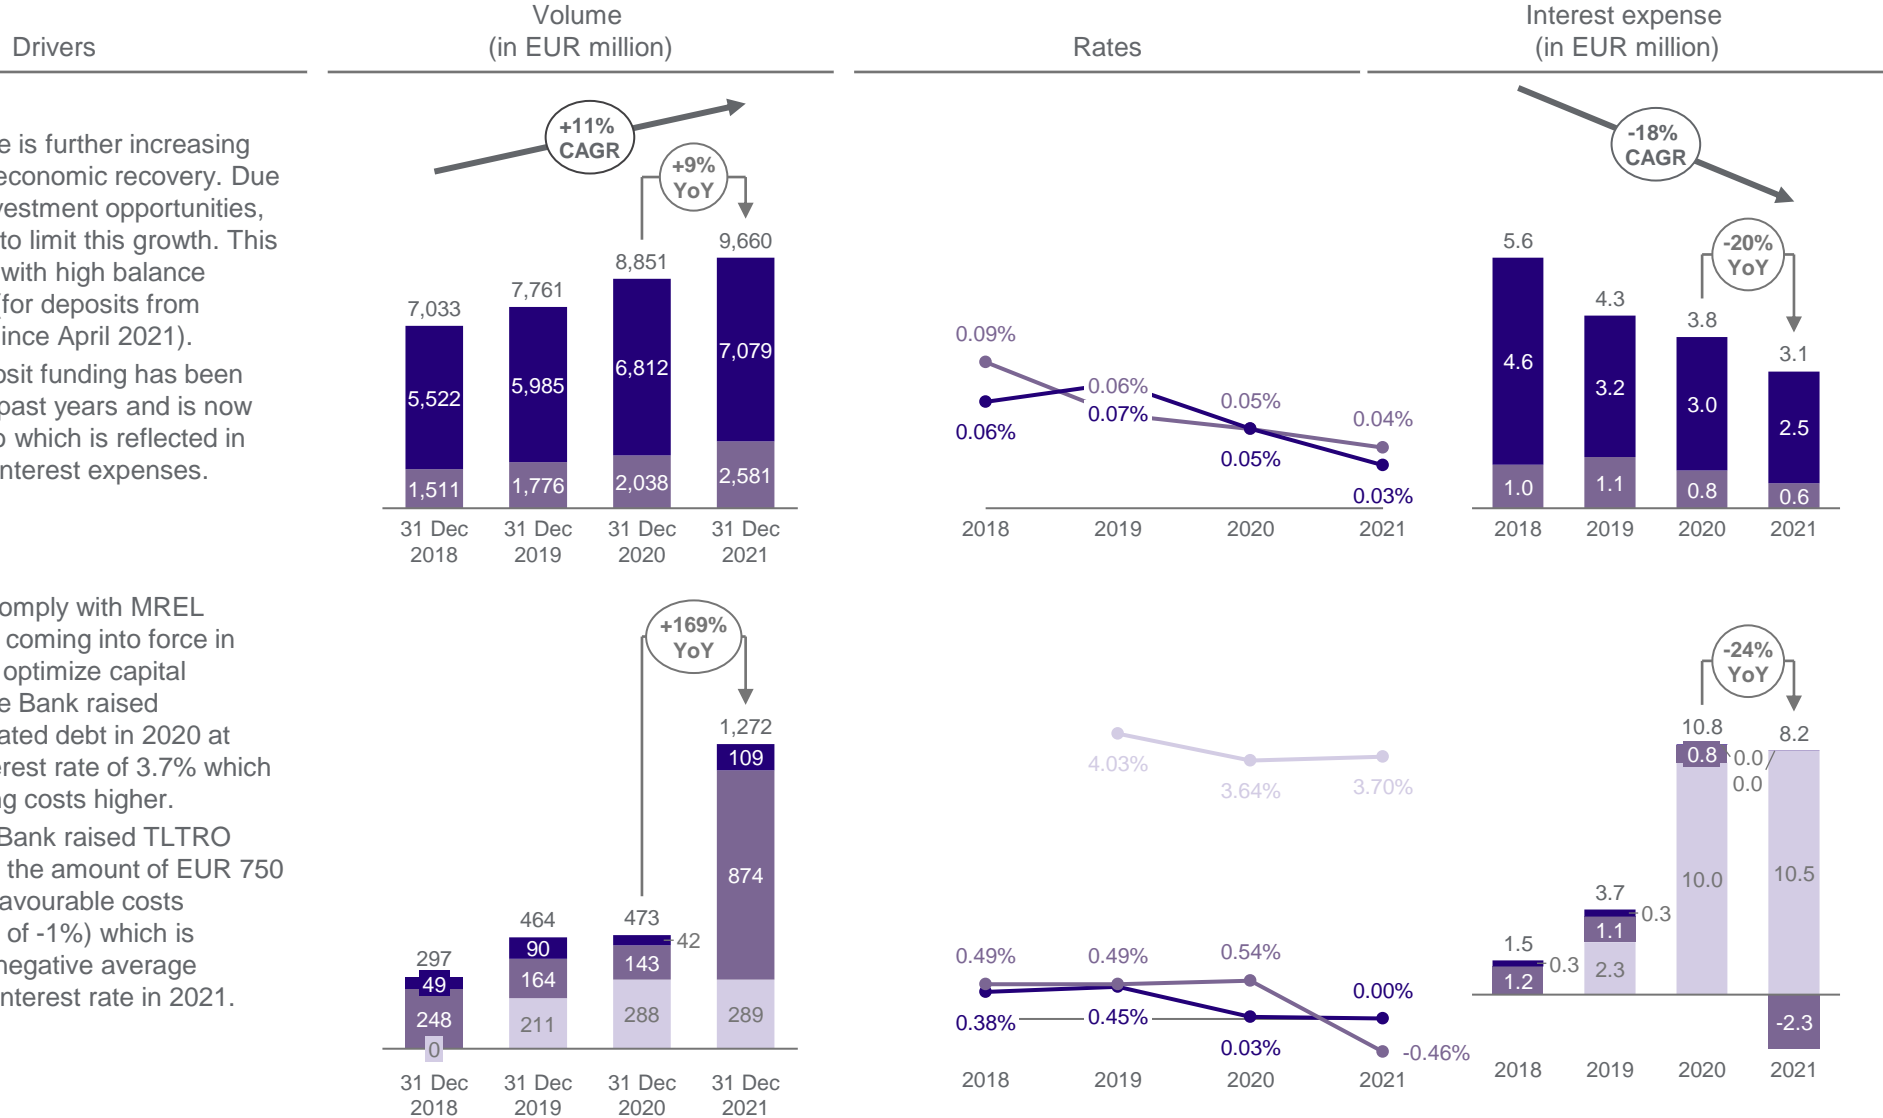 Drivers
Volume
(in EUR million)
Rates
Interest expense
(in EUR million)
e is further increasing
economic recovery. Due
vestment opportunities,
to limit this growth. This
with high balance
(for deposits from
since April 2021).
osit funding has been
past years and is now
o which is reflected in
interest expenses.
+11%
CAGR
+9%
YoY
7,033
7,761
8,851
9,660
5,522
5,985
6,812
7,079
1,511
1,776
2,038
2,581
31 Dec
2018
31 Dec
2019
31 Dec
2020
31 Dec
2021
0.09%
0.06%
0.05%
0.04%
0.06%
0.07%
0.05%
0.03%
2018
2019
2020
2021
-18%
CAGR
-20%
YoY
5.6
4.3
3.8
3.1
4.6
3.2
3.0
2.5
1.0
1.1
0.8
0.6
2018
2019
2020
2021
omply with MREL
coming into force in
optimize capital
e Bank raised
ated debt in 2020 at
erest rate of 3.7% which
ng costs higher.
Bank raised TLTRO
the amount of EUR 750
avourable costs
of -1%) which is
negative average
interest rate in 2021.
+169%
YoY
297
464
473
1,272
49
90
42
109
248
164
143
874
0
211
288
289
31 Dec
2018
31 Dec
2019
31 Dec
2020
31 Dec
2021
4.03%
3.64%
3.70%
0.49%
0.49%
0.54%
0.00%
0.38%
0.45%
0.03%
-0.46%
2018
2019
2020
2021
-24%
YoY
1.5
3.7
10.8
8.2
0.3
0.3
0.0
0.0
1.2
1.1
0.8
-2.3
2.3
10.0
10.5
2018
2019
2020
2021